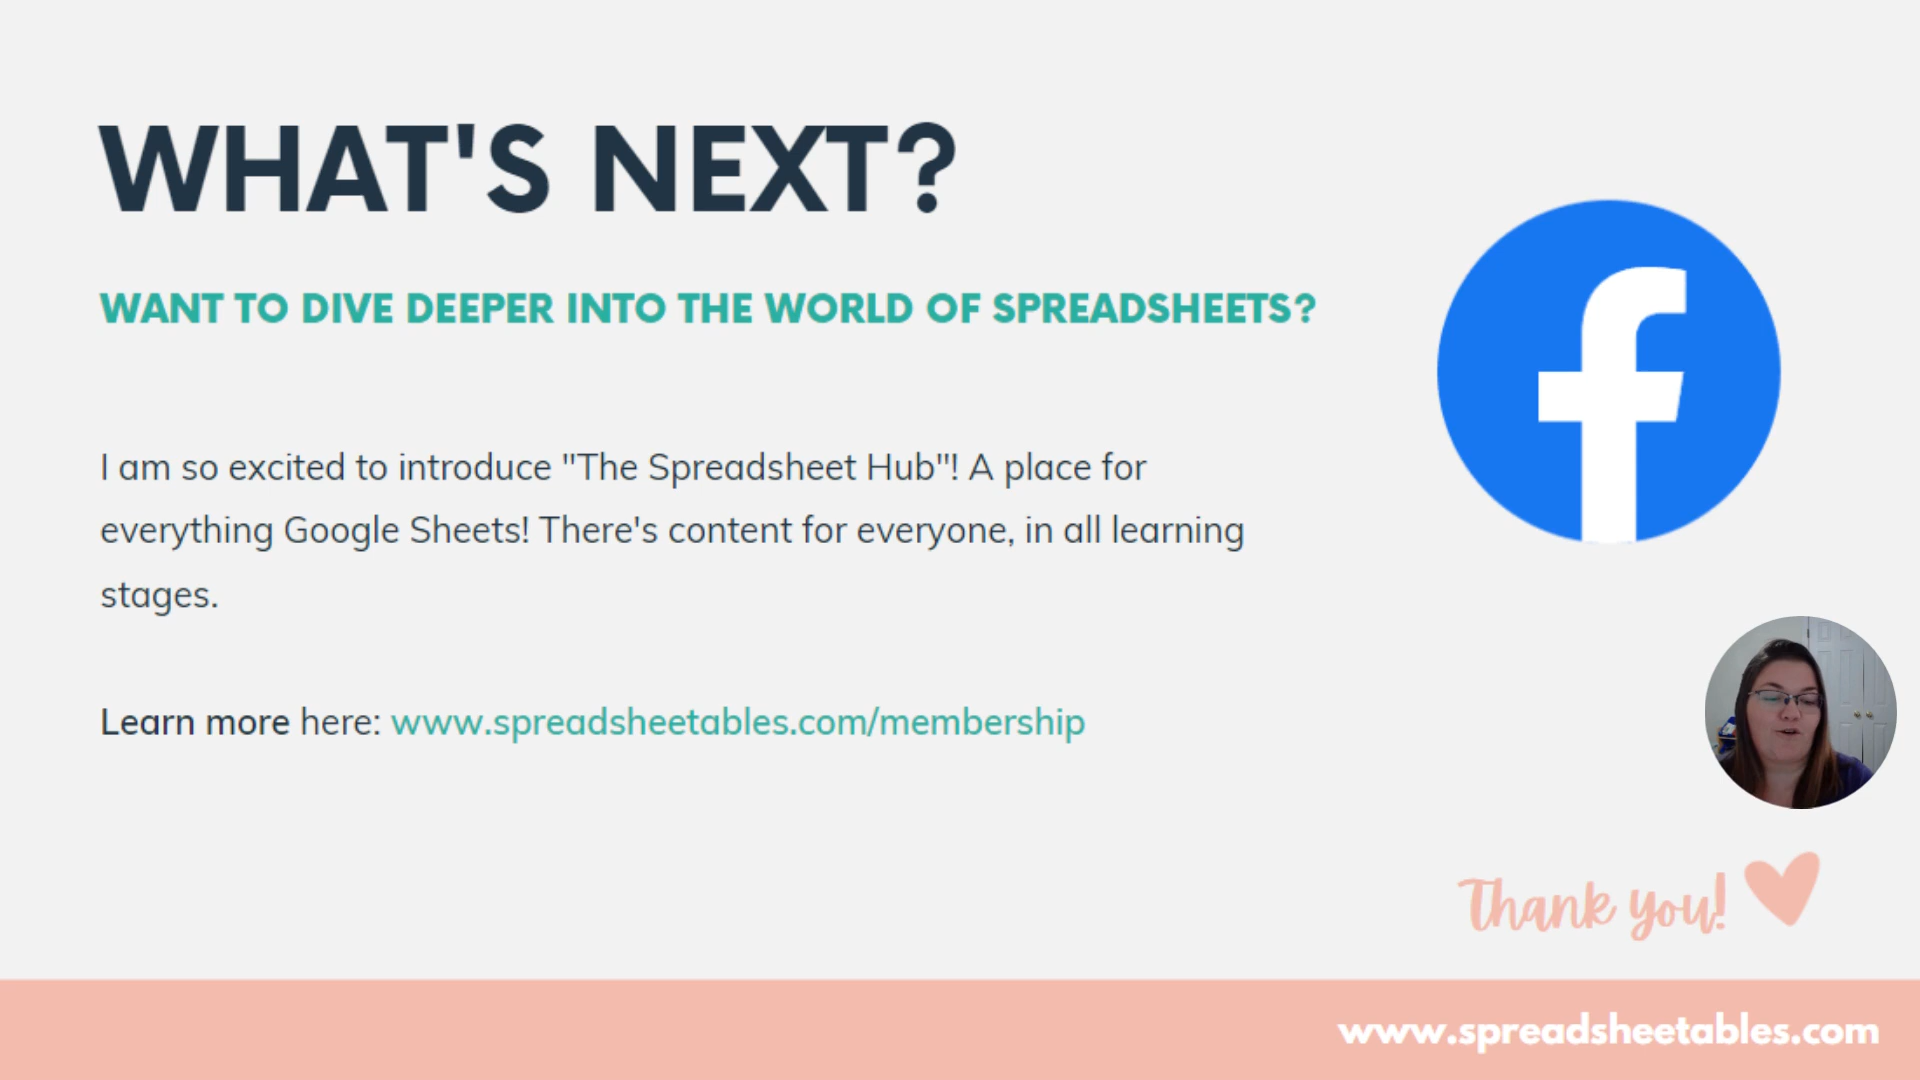 WHAT'S NEXT?
WANT TO DIVE DEEPER INTO THE WORLD OF SPREADSHEETS?
I am so excited to introduce "The Spreadsheet Hub"! A place for
everything Google Sheets! There's content for everyone, in all learning
stages.
Learn more here: www.spreadsheetables.com/membership
Thank you!
www.spreadsheetables.com